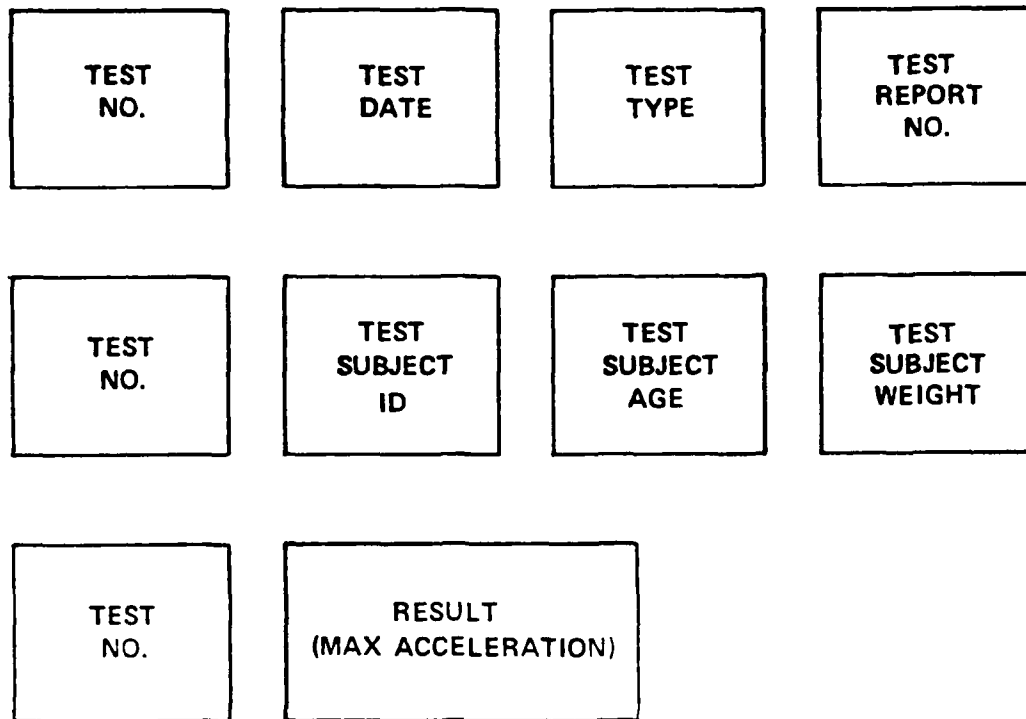 TEST
NO.
TEST
DATE
TEST
TYPE
TEST
REPORT
NO.
TEST
NO.
TEST
SUBJECT
ID
TEST
SUBJECT
AGE
TEST
SUBJECT
WEIGHT
TEST
NO.
RESULT
(MAX ACCELERATION)